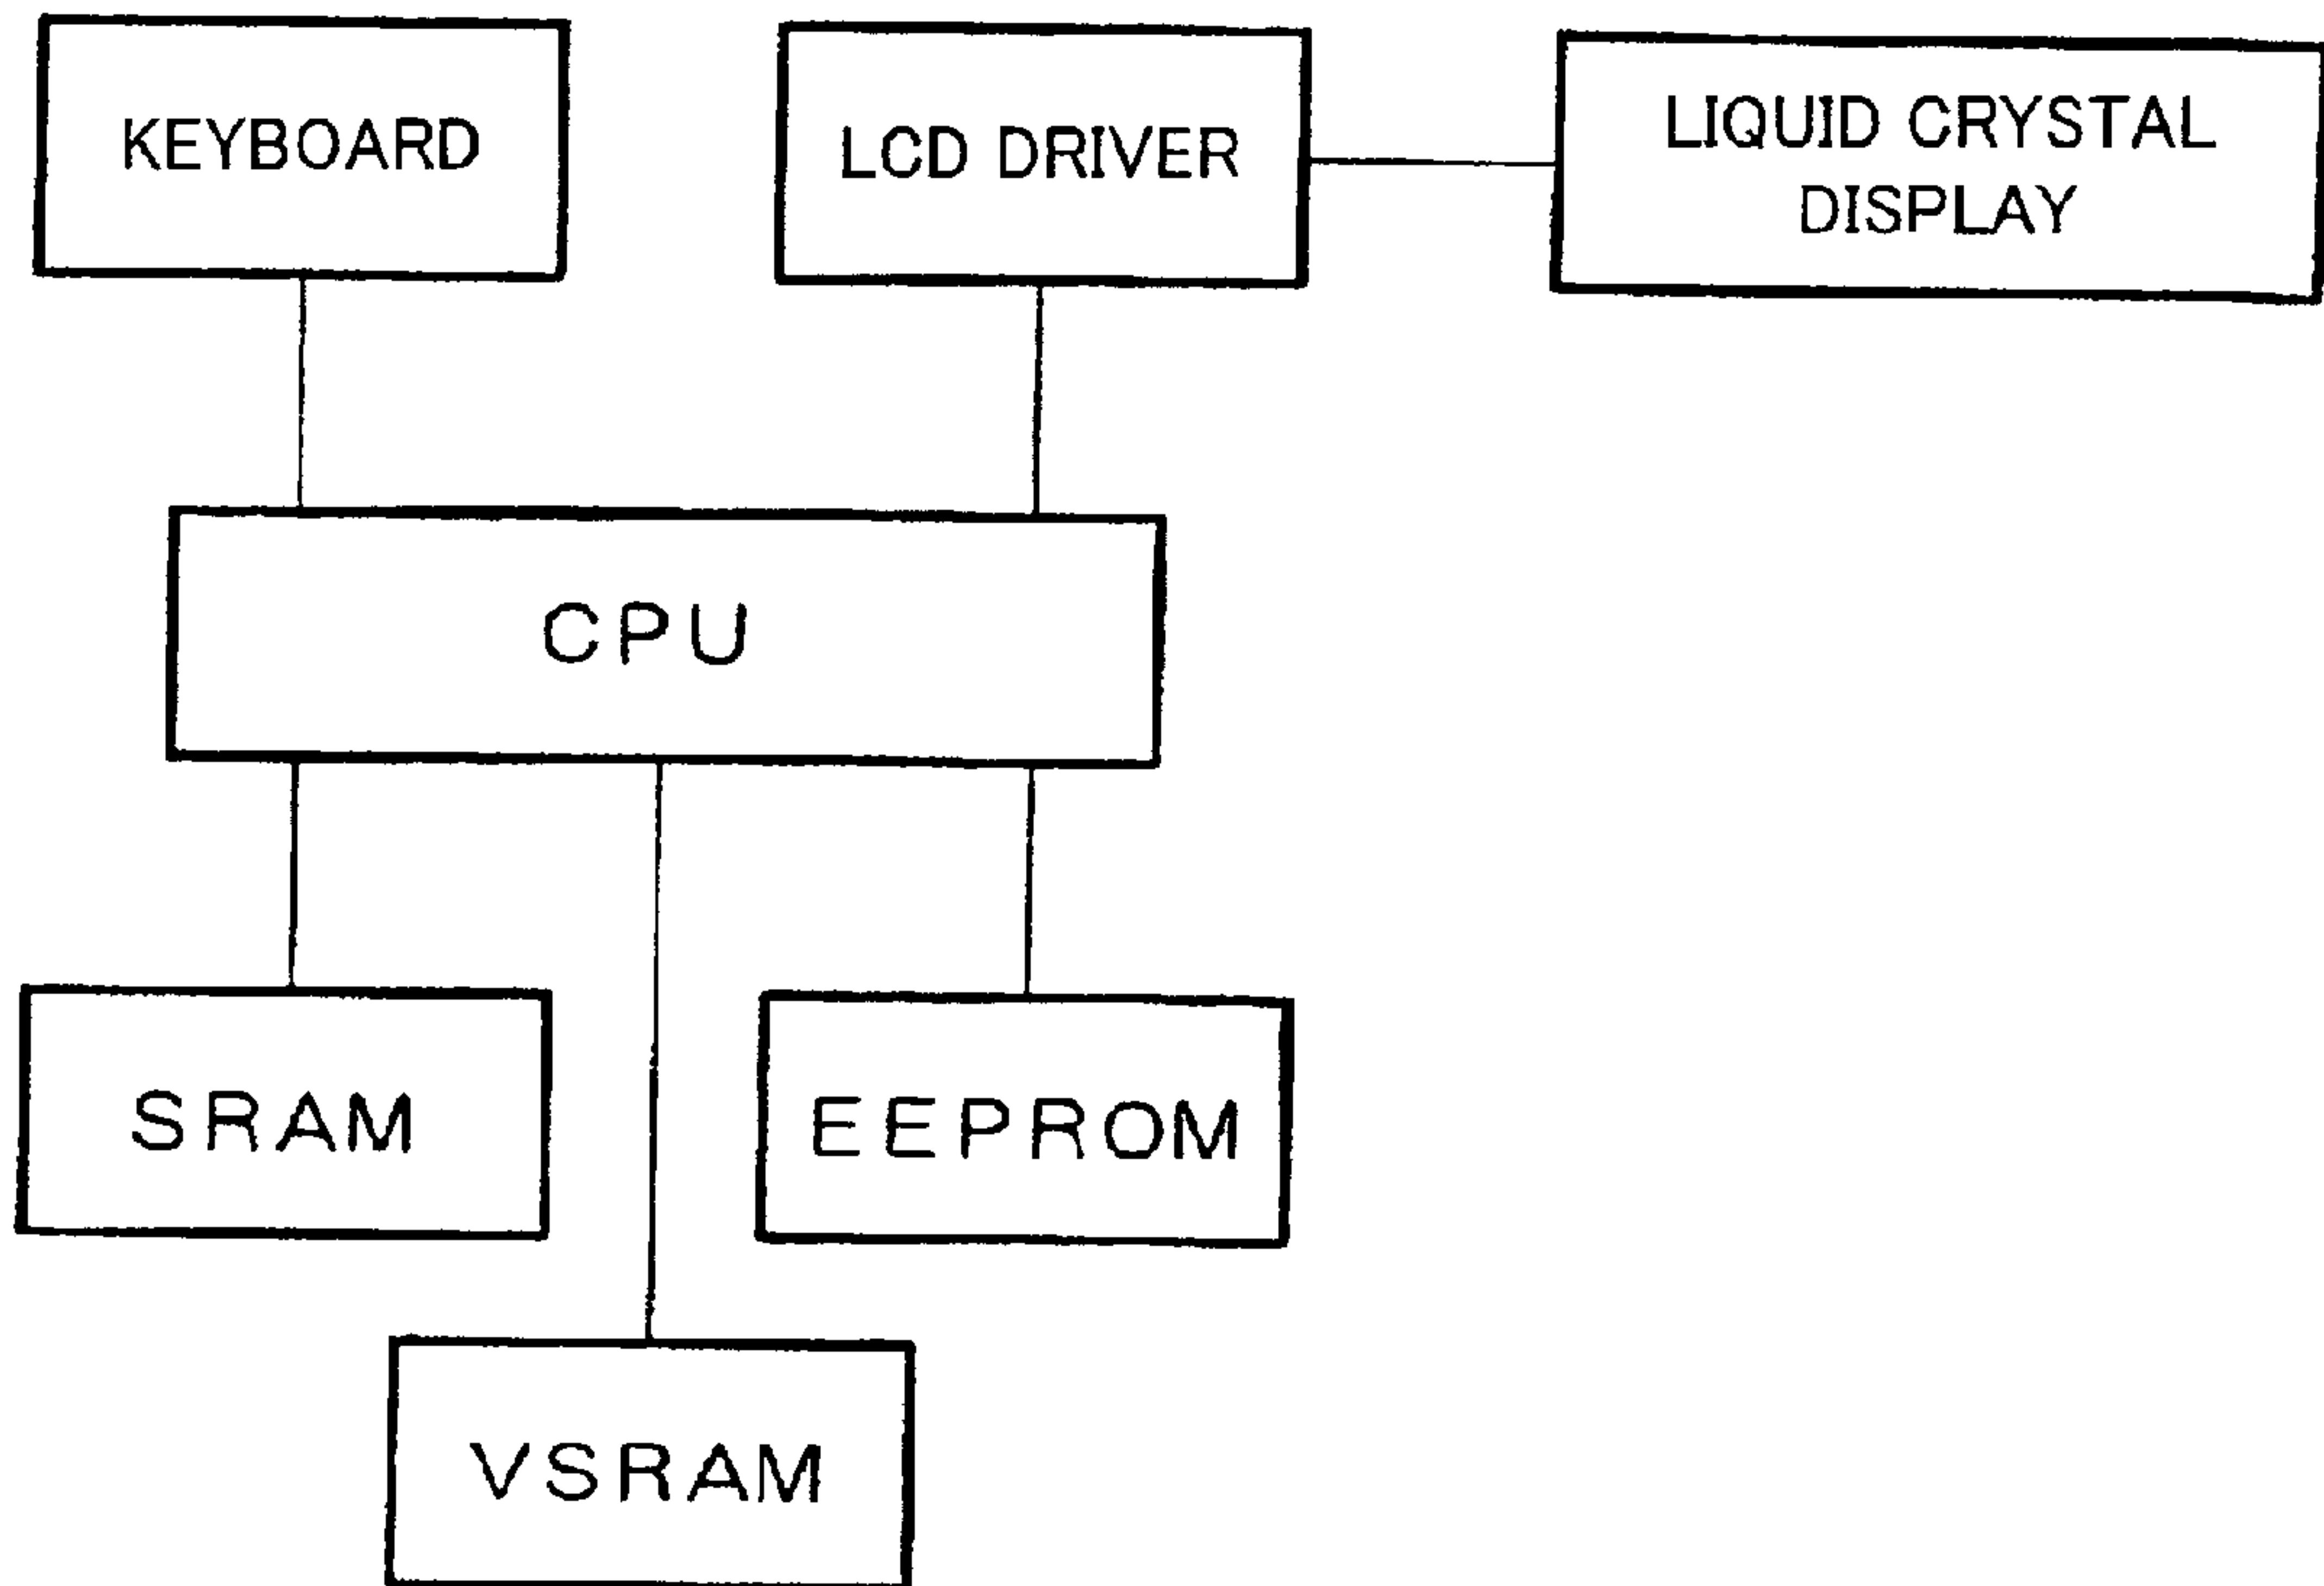 KEYBOARD
LCD DRIVER
LIQUID CRYSTAL
DISPLAY
CPU
SRAM
EEPROM
VSRAM